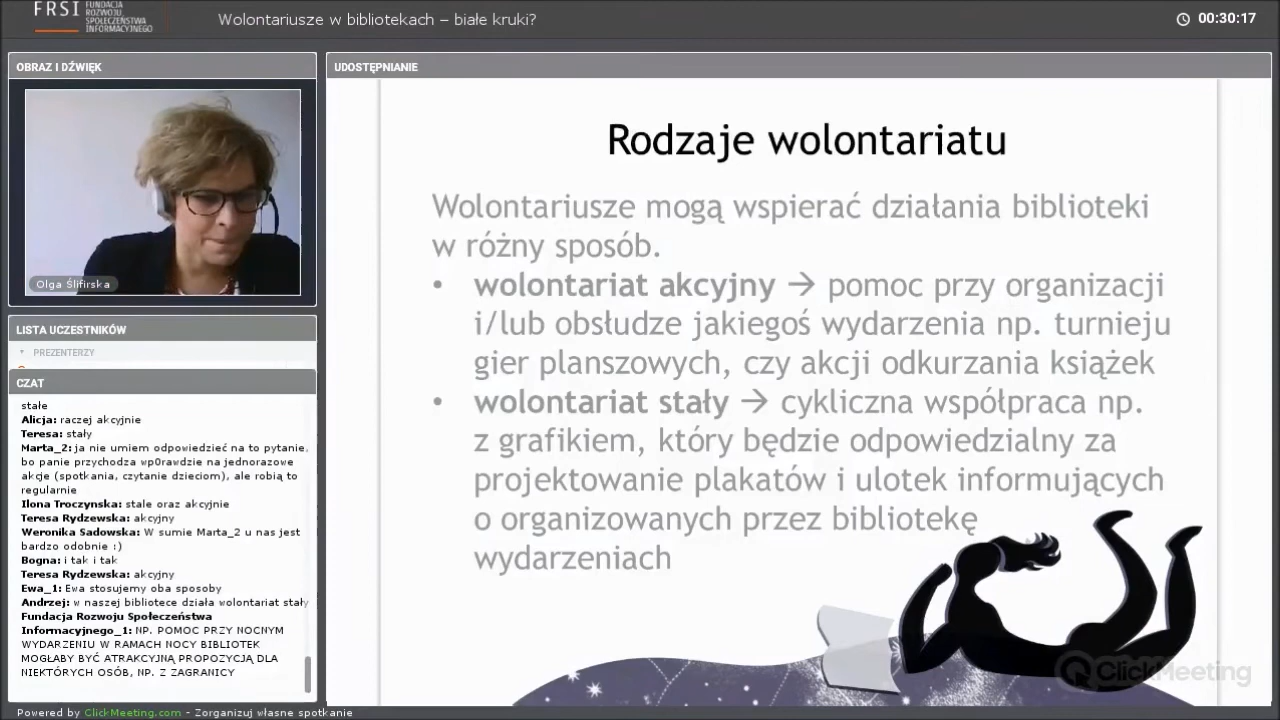 FRSI FUNDACJA
ROZWOJU
SPOŁECZEŃSTWA
INFORMACYJNEGO
Wolontariusze w bibliotekach – białe kruki?
00:30:17
OBRAZ I DŹWIĘK
Olga Ślifirska
LISTA UCZESTNIKÓW
PREZENTERZY
CZAT
stałe
Alicja: raczej akcyjnie
Teresa: stały
Marta_2: ja nie umiem odpowiedzieć na to pytanie,
bo panie przychodza wp0rawdzie na jednorazowe
akcje (spotkania, czytanie dzieciom), ale robią to
regularnie
Ilona Troczynska: stale oraz akcyjnie
Teresa Rydzewska: akcyjny
Weronika Sadowska: W sumie Marta_2 u nas jest
bardzo odobnie :)
Bogna: i tak i tak
Teresa Rydzewska: akcyjny
Ewa_1: Ewa stosujemy oba sposoby
Andrzej: w naszej bibliotece działa wolontariat stały
Fundacja Rozwoju Społeczeństwa
Informacyjnego_1: NP. POMOC PRZY NOCNYM
WYDARZENIU W RAMACH NOCY BIBLIOTEK
MOGŁABY BYĆ ATRAKCYJNĄ PROPOZYCJĄ DLA
NIEKTÓRYCH OSÓB, NP. Z ZAGRANICY
UDOSTĘPNIANIE
Rodzaje wolontariatu
Wolontariusze mogą wspierać działania biblioteki
w różny sposób.
• wolontariat akcyjny → pomoc przy organizacji
i/lub obsłudze jakiegoś wydarzenia np. turnieju
gier planszowych, czy akcji odkurzania książek
• wolontariat stały → cykliczna współpraca np.
z grafikiem, który będzie odpowiedzialny za
projektowanie plakatów i ulotek informujących
o organizowanych przez bibliotekę
wydarzeniach
ClickMeeting
Powered by ClickMeeting.com - Zorganizuj własne spotkanie